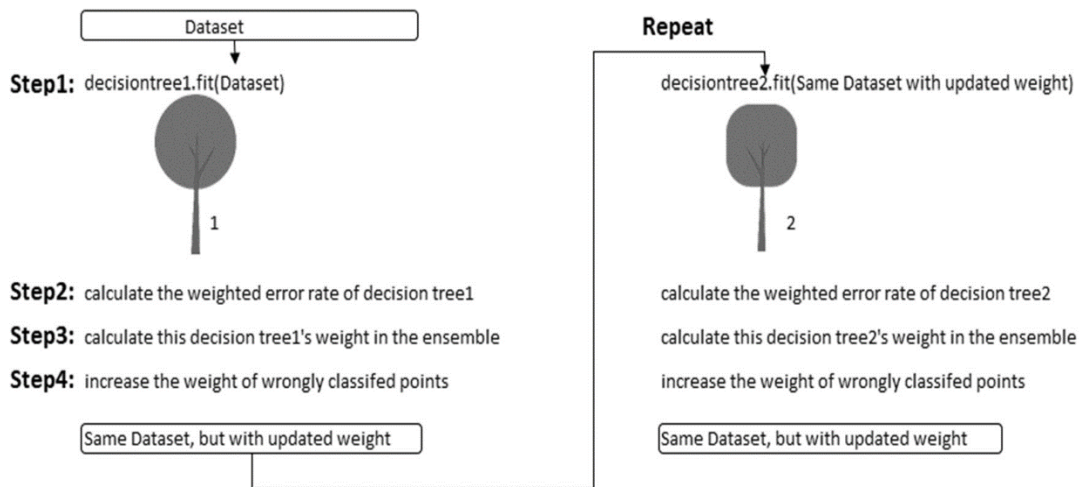 Dataset
Step1: decisiontree1.fit(Dataset)
1
Step2: calculate the weighted error rate of decision tree1
Step3: calculate this decision tree1's weight in the ensemble
Step4: increase the weight of wrongly classifed points
Same Dataset, but with updated weight
Repeat
decisiontree2.fit(Same Dataset with updated weight)
2
calculate the weighted error rate of decision tree2
calculate this decision tree2's weight in the ensemble
increase the weight of wrongly classifed points
Same Dataset, but with updated weight